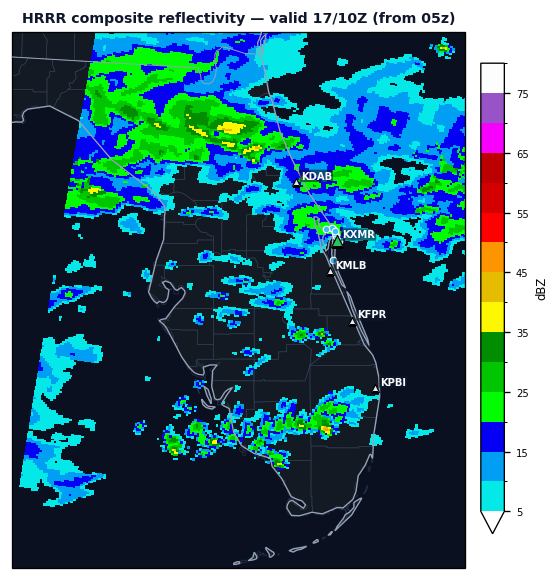 HRRR composite reflectivity — valid 17/10Z (from 05z)
KDAB
KXMR
KMLB
KFPR
KPBI
75
65
55
45
35
25
15
5
dBZ